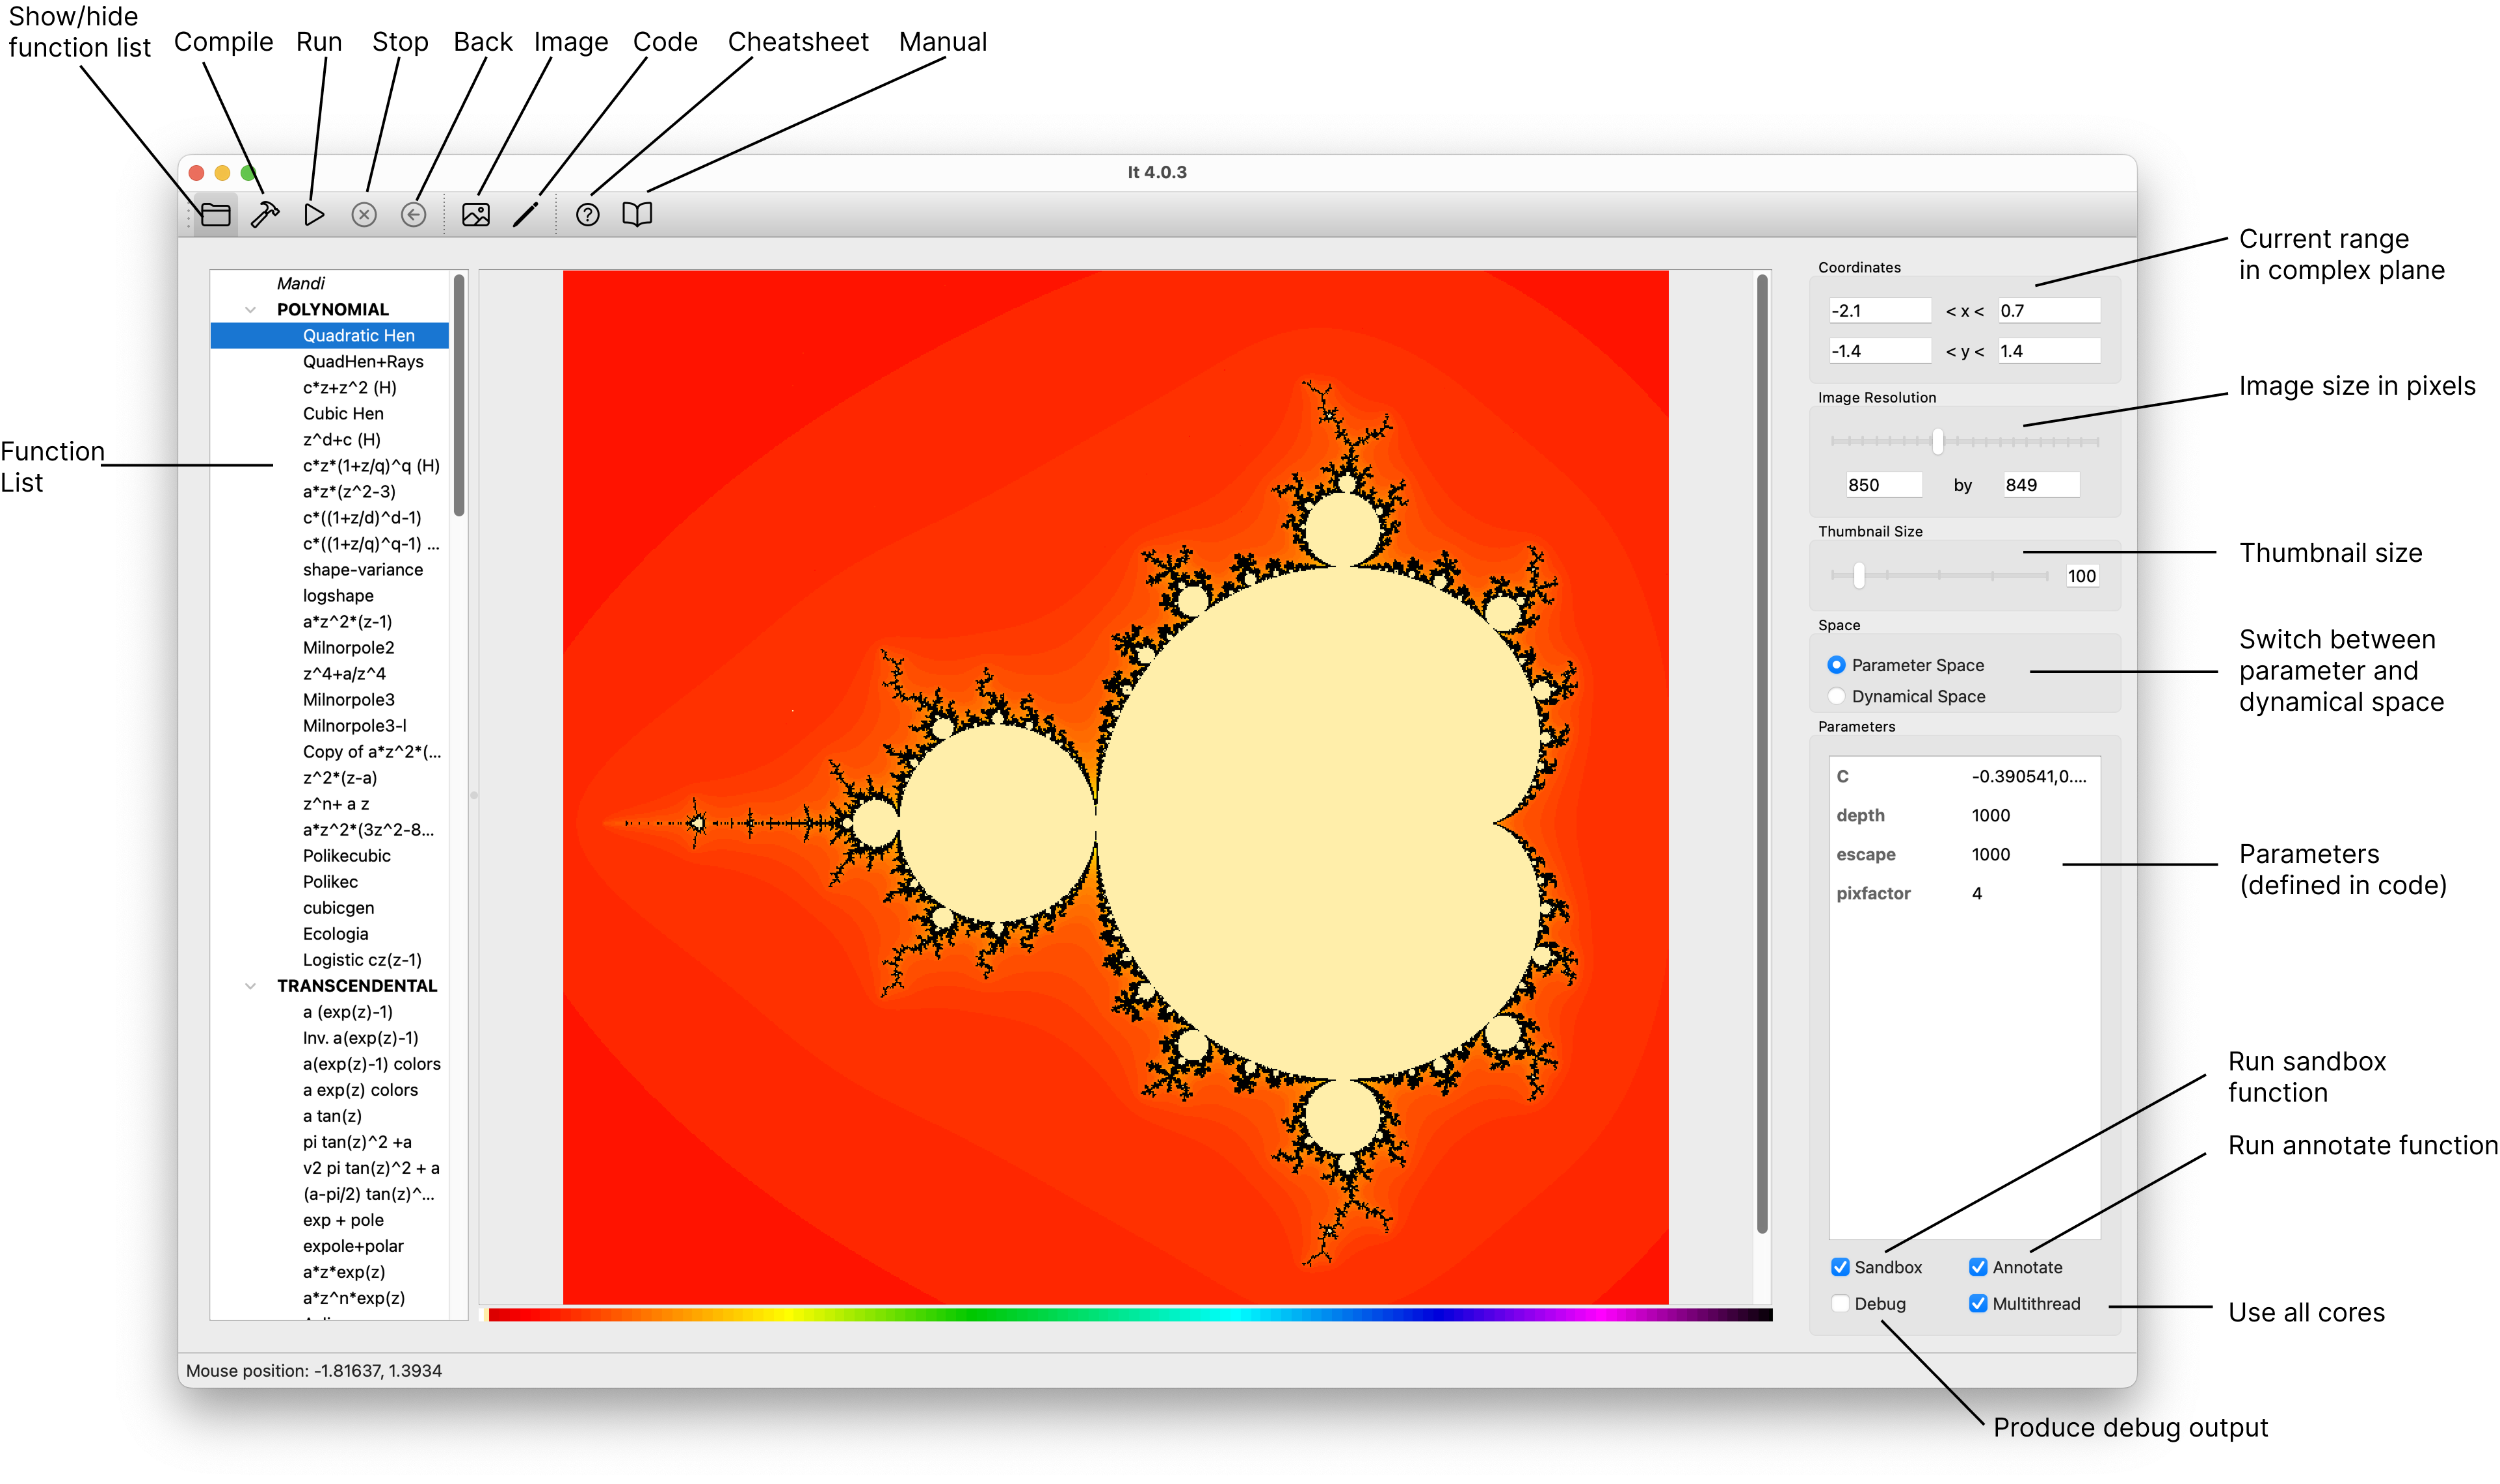 Show/hide
function list
Compile
Run
Stop
Back
Image
Code
Cheatsheet
Manual
It 4.0.3
Function
List
Mandi
POLYNOMIAL
Quadratic Hen
QuadHen+Rays
c*z+z^2 (H)
Cubic Hen
z^d+c (H)
c*z*(1+z/q)^q (H)
a*z*(z^2-3)
c*((1+z/d)^d-1)
c*((1+z/q)^q-1) ...
shape-variance
logshape
a*z^2*(z-1)
Milnorpole2
z^4+a/z^4
Milnorpole3
Milnorpole3-I
Copy of a*z^2*(...
z^2*(z-a)
z^n+ a z
a*z^2*(3z^2-8...
Polikecubic
Polikec
cubicgen
Ecologia
Logistic cz(z-1)
TRANSCENDENTAL
a (exp(z)-1)
Inv. a(exp(z)-1)
a(exp(z)-1) colors
a exp(z) colors
a tan(z)
pi tan(z)^2 +a
v2 pi tan(z)^2 + a
(a-pi/2) tan(z)^...
exp + pole
expole+polar
a*z*exp(z)
a*z^n*exp(z)
Mouse position: -1.81637, 1.3934
Coordinates
-2.1 < x < 0.7
-1.4 < y < 1.4
Image Resolution
850 by 849
Thumbnail Size
100
Space
Parameter Space
Dynamical Space
Parameters
C -0.390541,0....
depth 1000
escape 1000
pixfactor 4
Sandbox Annotate
Debug Multithread
Current range
in complex plane
Image size in pixels
Thumbnail size
Switch between
parameter and
dynamical space
Parameters
(defined in code)
Run sandbox
function
Run annotate function
Use all cores
Produce debug output